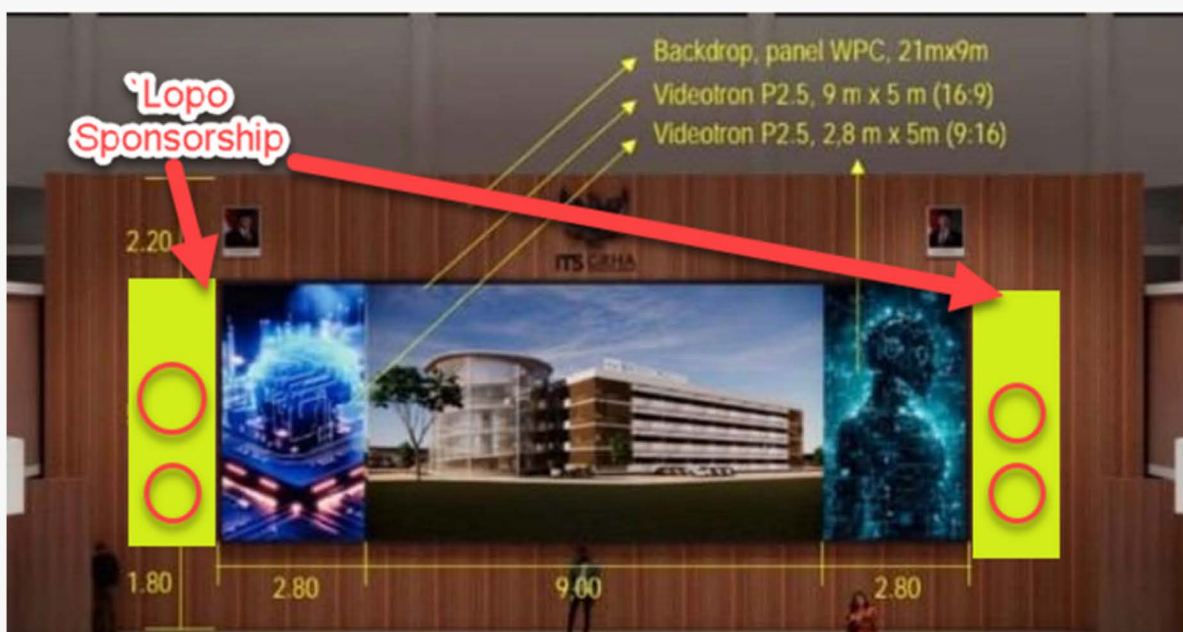 Backdrop, panel WPC, 21mx9m
Videotron P2.5, 9 m x 5 m (16:9)
Videotron P2.5, 2,8 m x 5m (9:16)
`Lopo
Sponsorship
2.20
ITS GRHA
1.80
2.80
9.00
2.80